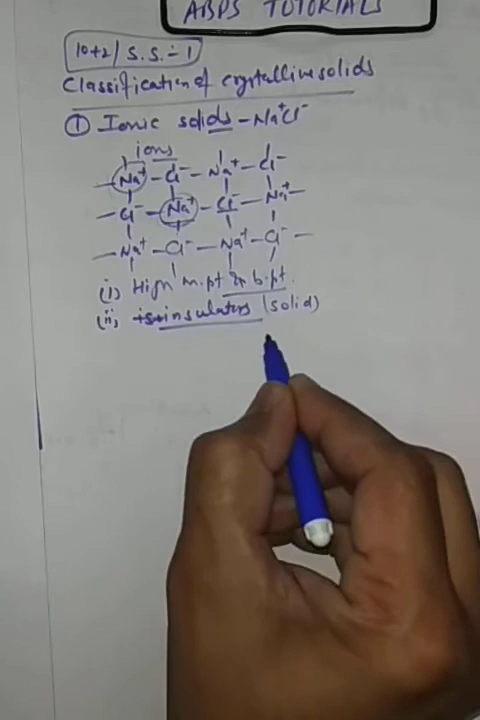 ABPS TUTORIALS
10+2/ S.S.-1
Classification of crystalline solids
① Ionic solids - Na⁺Cl⁻
ions
- Na⁺ - Cl⁻ - Na⁺ - Cl⁻
- Cl⁻ - Na⁺ - Cl⁻ - Na⁺ -
- Na⁺ - Cl⁻ - Na⁺ - Cl⁻ -
(i) High m.pt & b.pt.
(ii) insulators (solid)